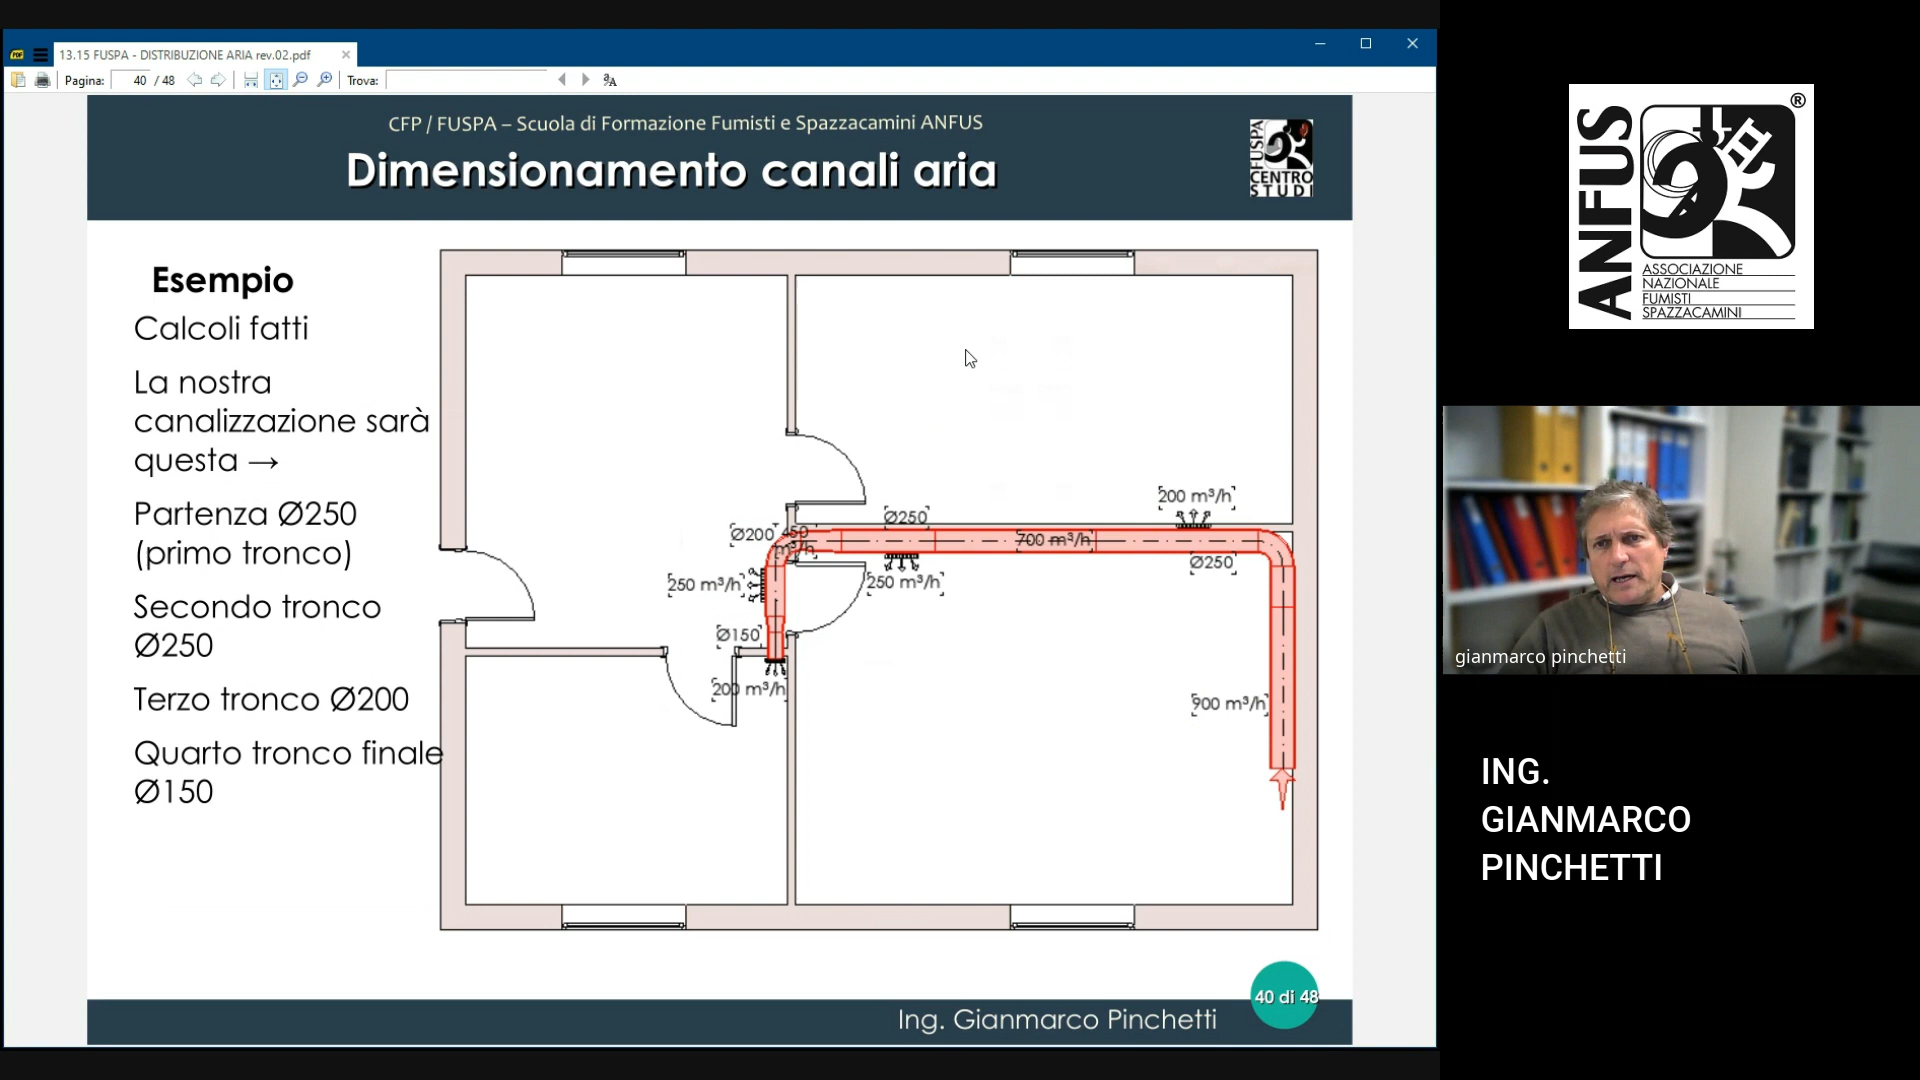 13.15 FUSPA - DISTRIBUZIONE ARIA rev.02.pdf
Pagina: 40 / 48 Trova:
CFP / FUSPA – Scuola di Formazione Fumisti e Spazzacamini ANFUS
Dimensionamento canali aria
FUSPA
CENTRO
STUDI
Esempio
Calcoli fatti
La nostra
canalizzazione sarà
questa →
Partenza Ø250
(primo tronco)
Secondo tronco
Ø250
Terzo tronco Ø200
Quarto tronco finale
Ø150
200 m³/h
Ø250
Ø200
450
m³/h
700 m³/h
Ø250
250 m³/h
250 m³/h
Ø150
200 m³/h
900 m³/h
40 di 48
Ing. Gianmarco Pinchetti
ANFUS
®
ASSOCIAZIONE
NAZIONALE
FUMISTI
SPAZZACAMINI
gianmarco pinchetti
ING.
GIANMARCO
PINCHETTI